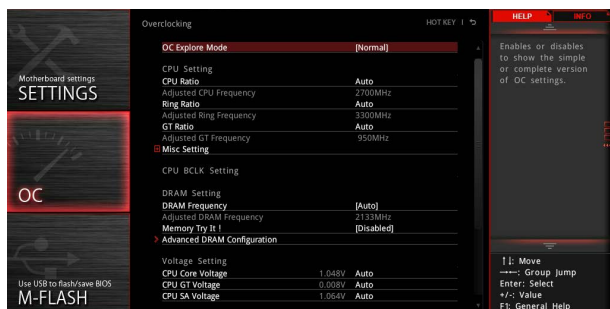 Overclocking
HOT KEY | ↰
HELP
INFO
OC Explore Mode [Normal]
CPU Setting
CPU Ratio Auto
Adjusted CPU Frequency 2700MHz
Ring Ratio Auto
Adjusted Ring Frequency 3300MHz
GT Ratio Auto
Adjusted GT Frequency 950MHz
Misc Setting
CPU BCLK Setting
DRAM Setting
DRAM Frequency [Auto]
Adjusted DRAM Frequency 2133MHz
Memory Try It ! [Disabled]
Advanced DRAM Configuration
Voltage Setting
CPU Core Voltage 1.048V Auto
CPU GT Voltage 0.008V Auto
CPU SA Voltage 1.064V Auto
Motherboard settings
SETTINGS
OC
Use USB to flash/save BIOS
M-FLASH
Enables or disables
to show the simple
or complete version
of OC settings.
↑↓: Move
→←: Group Jump
Enter: Select
+/-: Value
F1: General Help